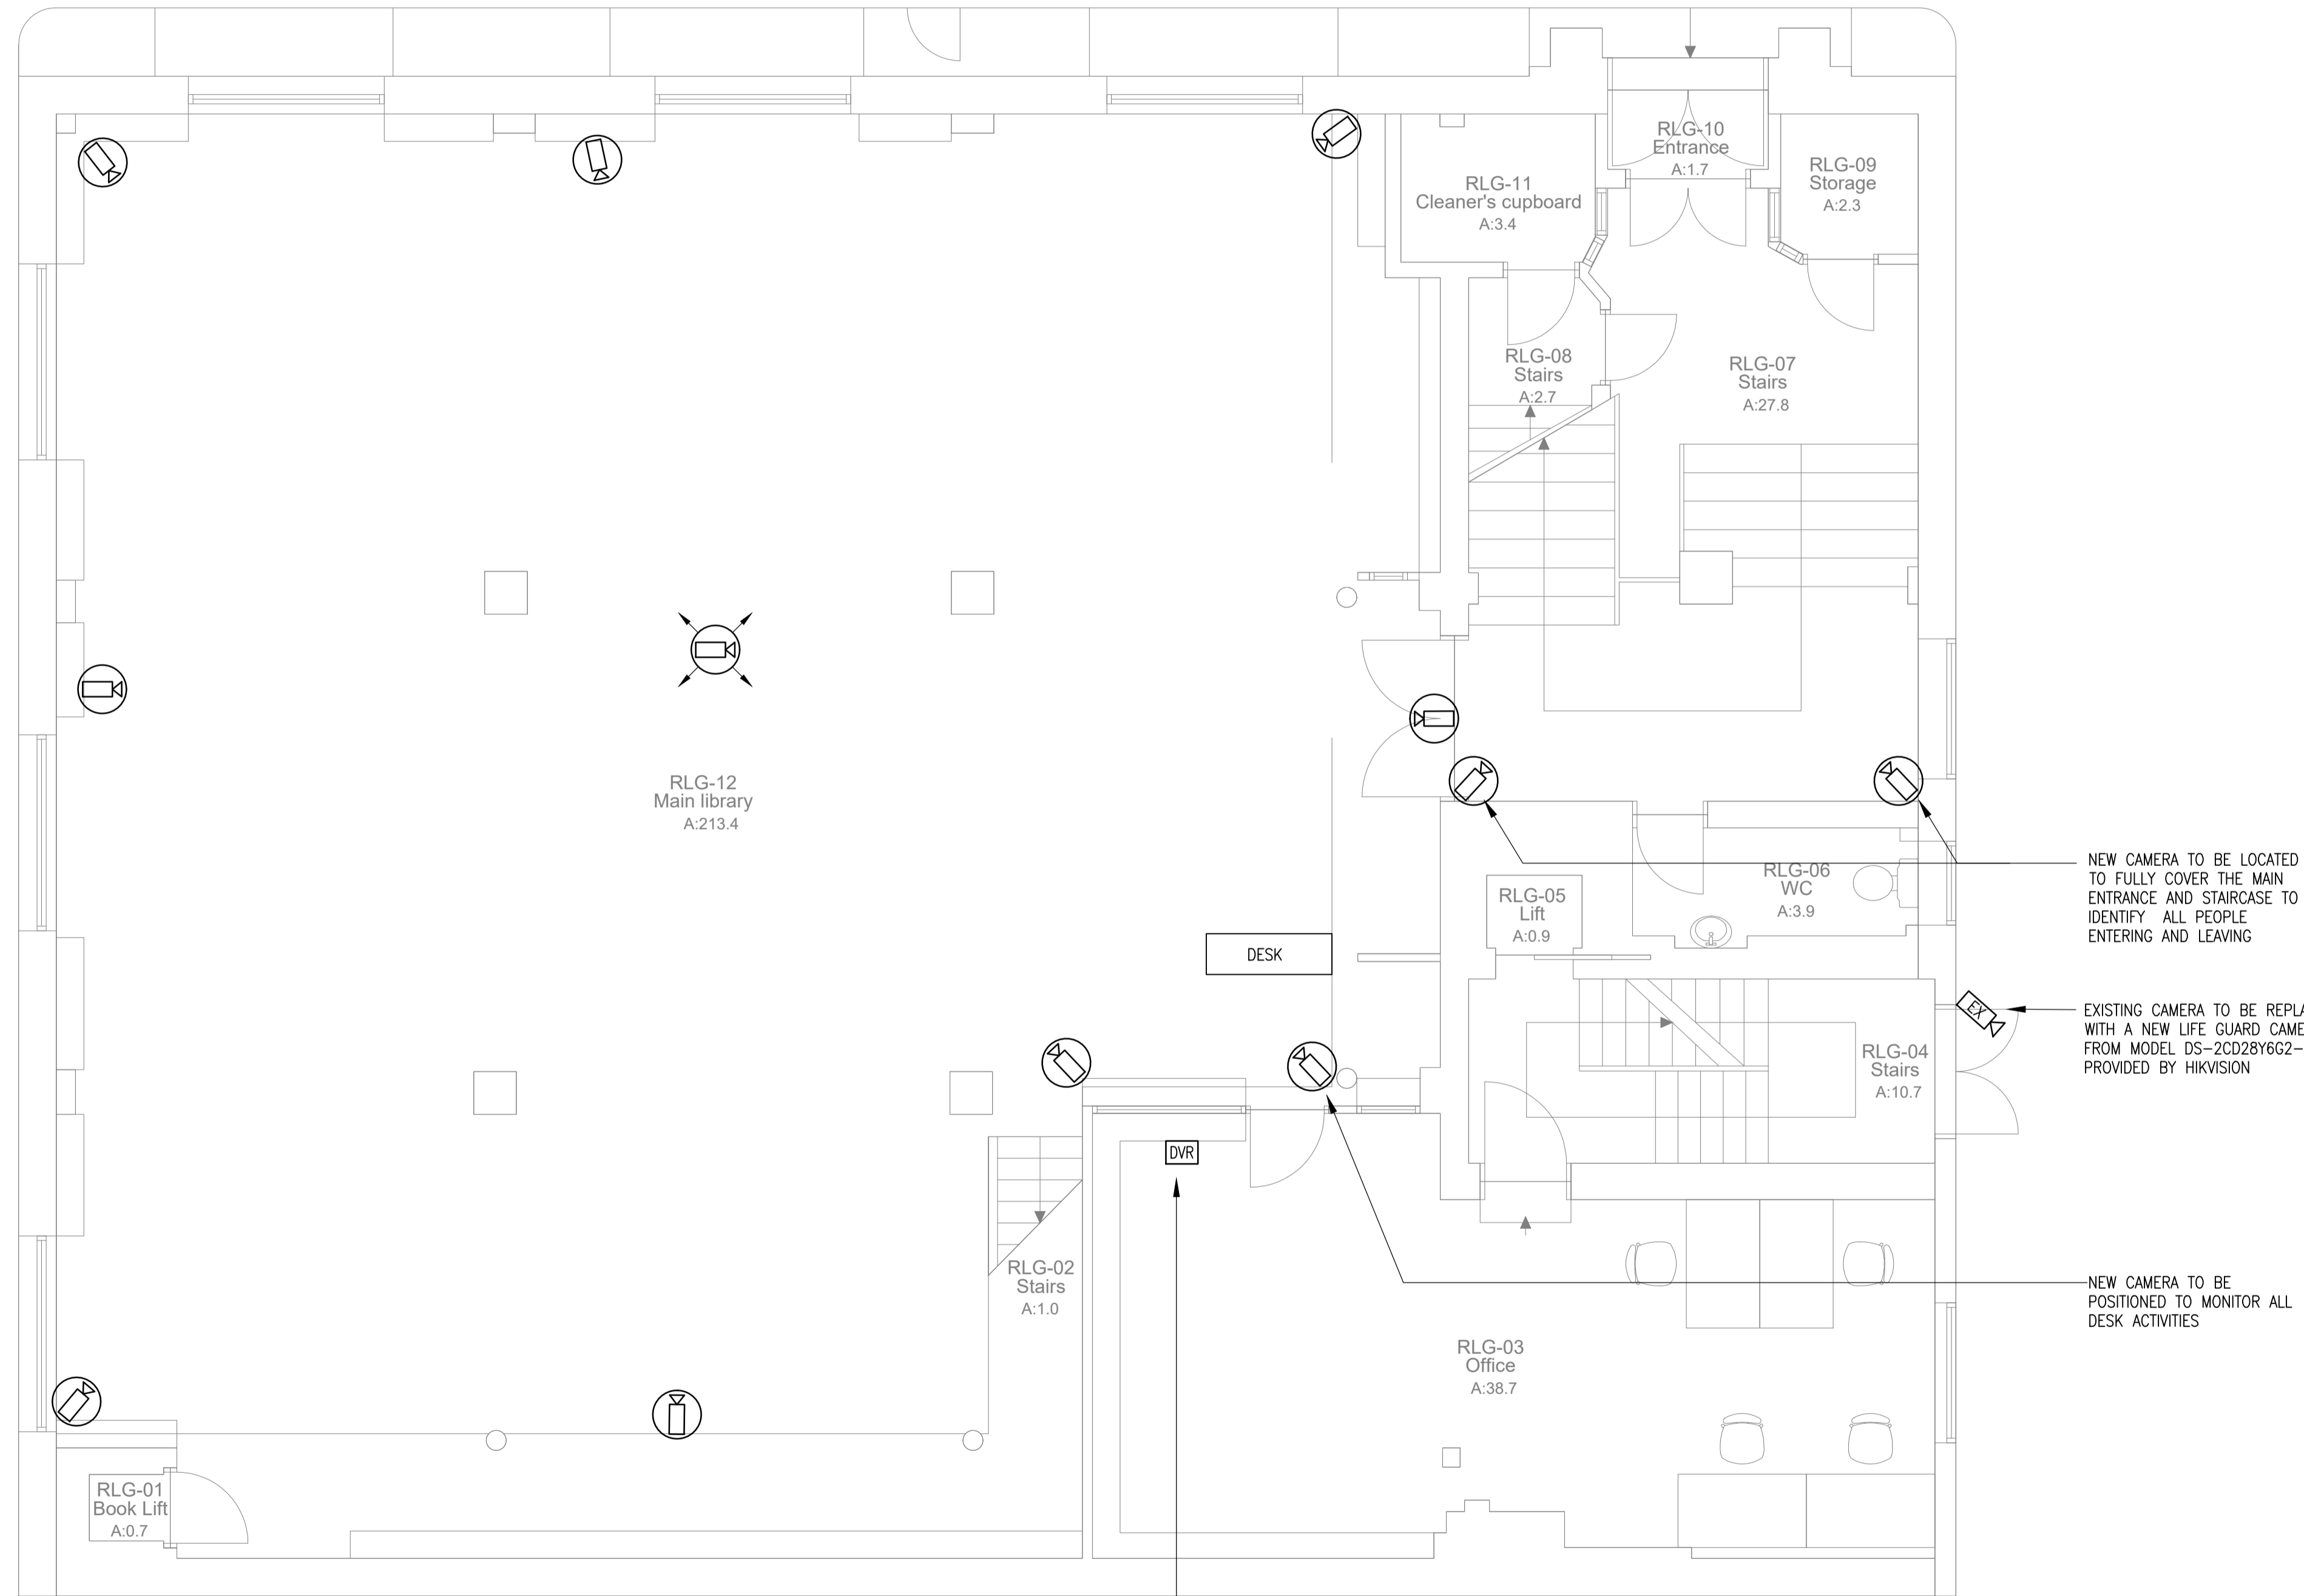 RLG-10
Entrance
A:1.7
RLG-09
Storage
A:2.3
RLG-11
Cleaner's cupboard
A:3.4
RLG-08
Stairs
A:2.7
RLG-07
Stairs
A:27.8
RLG-12
Main library
A:213.4
RLG-06
WC
A:3.9
RLG-05
Lift
A:0.9
DESK
NEW CAMERA TO BE LOCATED
TO FULLY COVER THE MAIN
ENTRANCE AND STAIRCASE TO
IDENTIFY ALL PEOPLE
ENTERING AND LEAVING
EX
EXISTING CAMERA TO BE REPLA
WITH A NEW LIFE GUARD CAME
FROM MODEL DS-2CD28Y6G2-
PROVIDED BY HIKVISION
RLG-04
Stairs
A:10.7
DVR
RLG-02
Stairs
A:1.0
NEW CAMERA TO BE
POSITIONED TO MONITOR ALL
DESK ACTIVITIES
RLG-03
Office
A:38.7
RLG-01
Book Lift
A:0.7